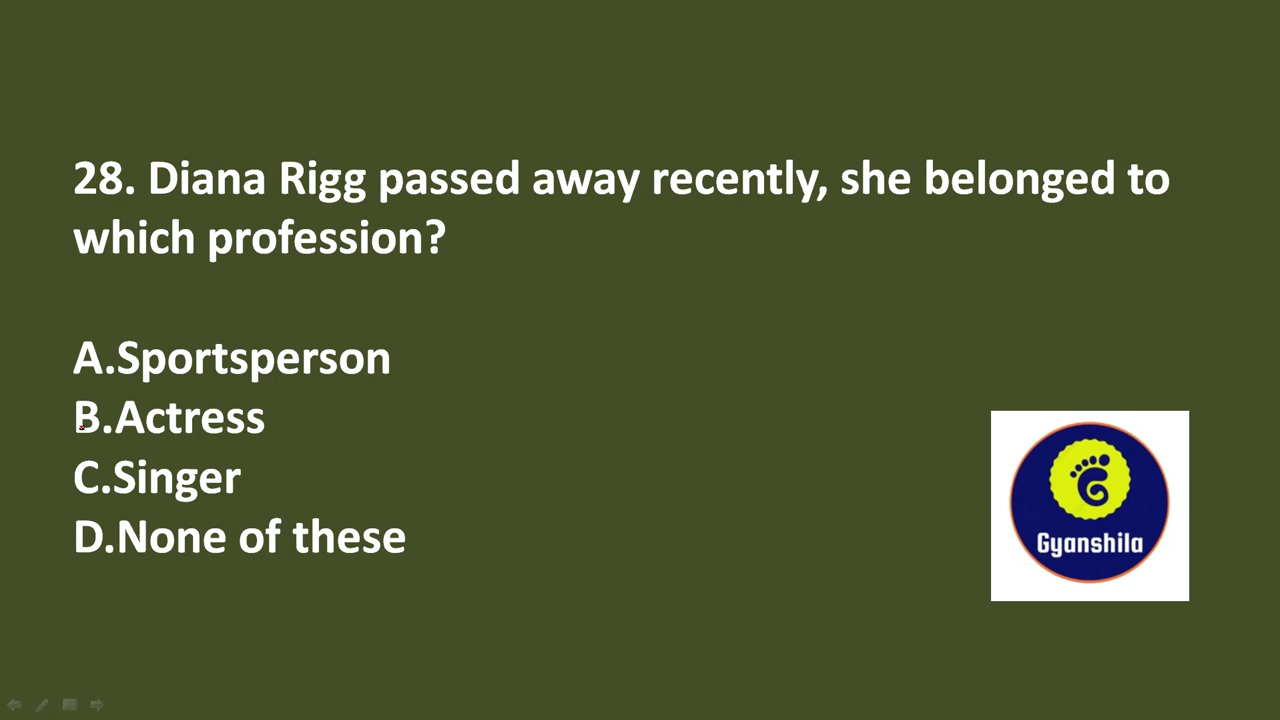 28. Diana Rigg passed away recently, she belonged to
which profession?
A.Sportsperson
B.Actress
C.Singer
D.None of these
Gyanshila